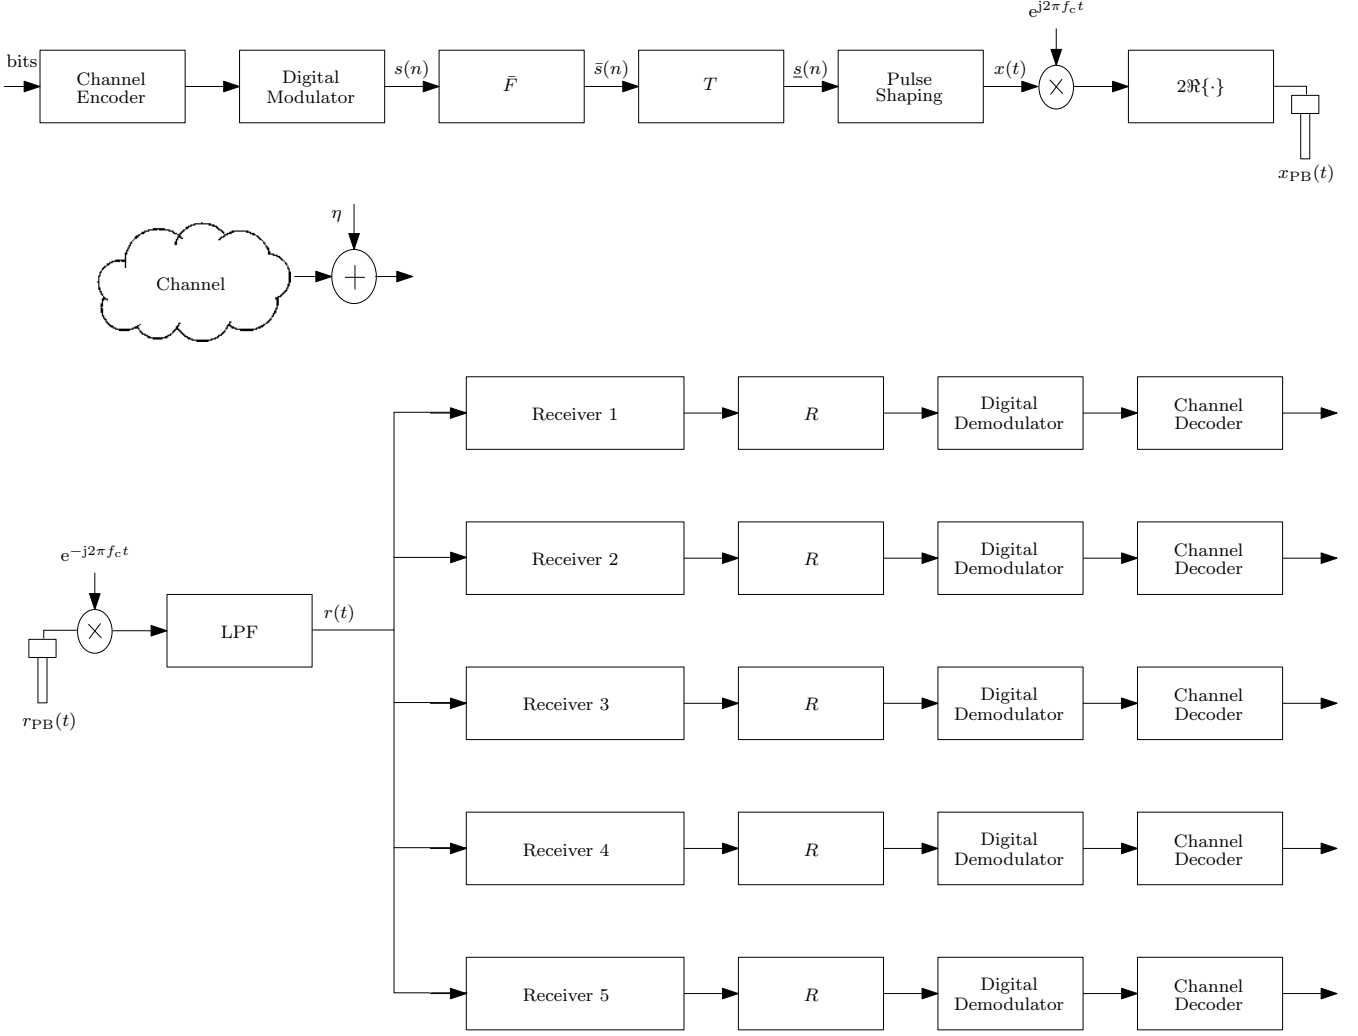 bits
Channel
Encoder
Digital
Modulator
s(n)
F̄
s̄(n)
T
s̲(n)
Pulse
Shaping
x(t)
e^{j2πf_c t}
×
2ℜ{·}
x_PB(t)
Channel
η
+
r_PB(t)
e^{−j2πf_c t}
×
LPF
r(t)
Receiver 1
R
Digital
Demodulator
Channel
Decoder
Receiver 2
R
Digital
Demodulator
Channel
Decoder
Receiver 3
R
Digital
Demodulator
Channel
Decoder
Receiver 4
R
Digital
Demodulator
Channel
Decoder
Receiver 5
R
Digital
Demodulator
Channel
Decoder